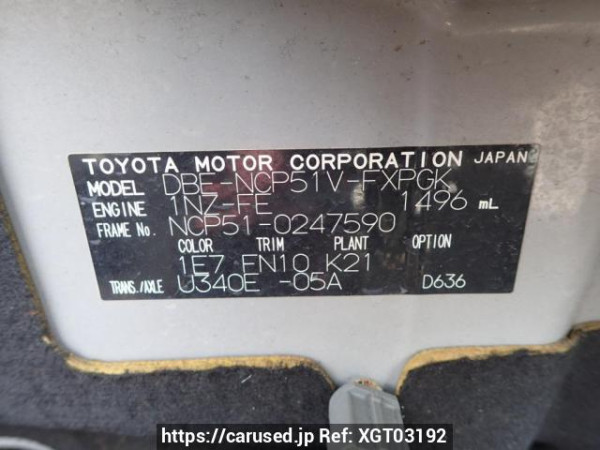 TOYOTA MOTOR CORPORATION JAPAN
MODEL DBE-NCP51V-FXPGK
ENGINE 1NZ-FE 1496 mL
FRAME No. NCP51-0247590
COLOR TRIM PLANT OPTION
1E7 FN10 K21
TRANS./AXLE U340E -05A D636
https://carused.jp Ref: XGT03192